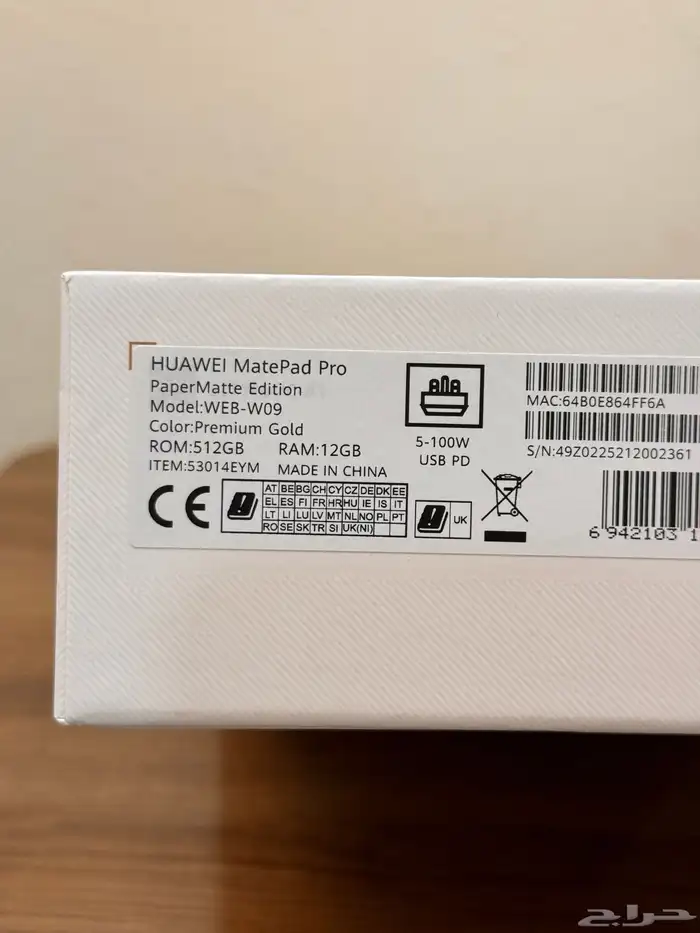 HUAWEI MatePad Pro
PaperMatte Edition
Model:WEB-W09
Color:Premium Gold
ROM:512GB RAM:12GB
ITEM:53014EYM MADE IN CHINA
CE
AT BE BG CH CY CZ DE DK EE
EL ES FI FR HR HU IE IS IT
LT LI LU LV MT NL NO PL PT
RO SE SK TR SI UK(NI)
UK
5-100W
USB PD
MAC:64B0E864FF6A
S/N:49Z0225212002361
6 942103 1
حراج